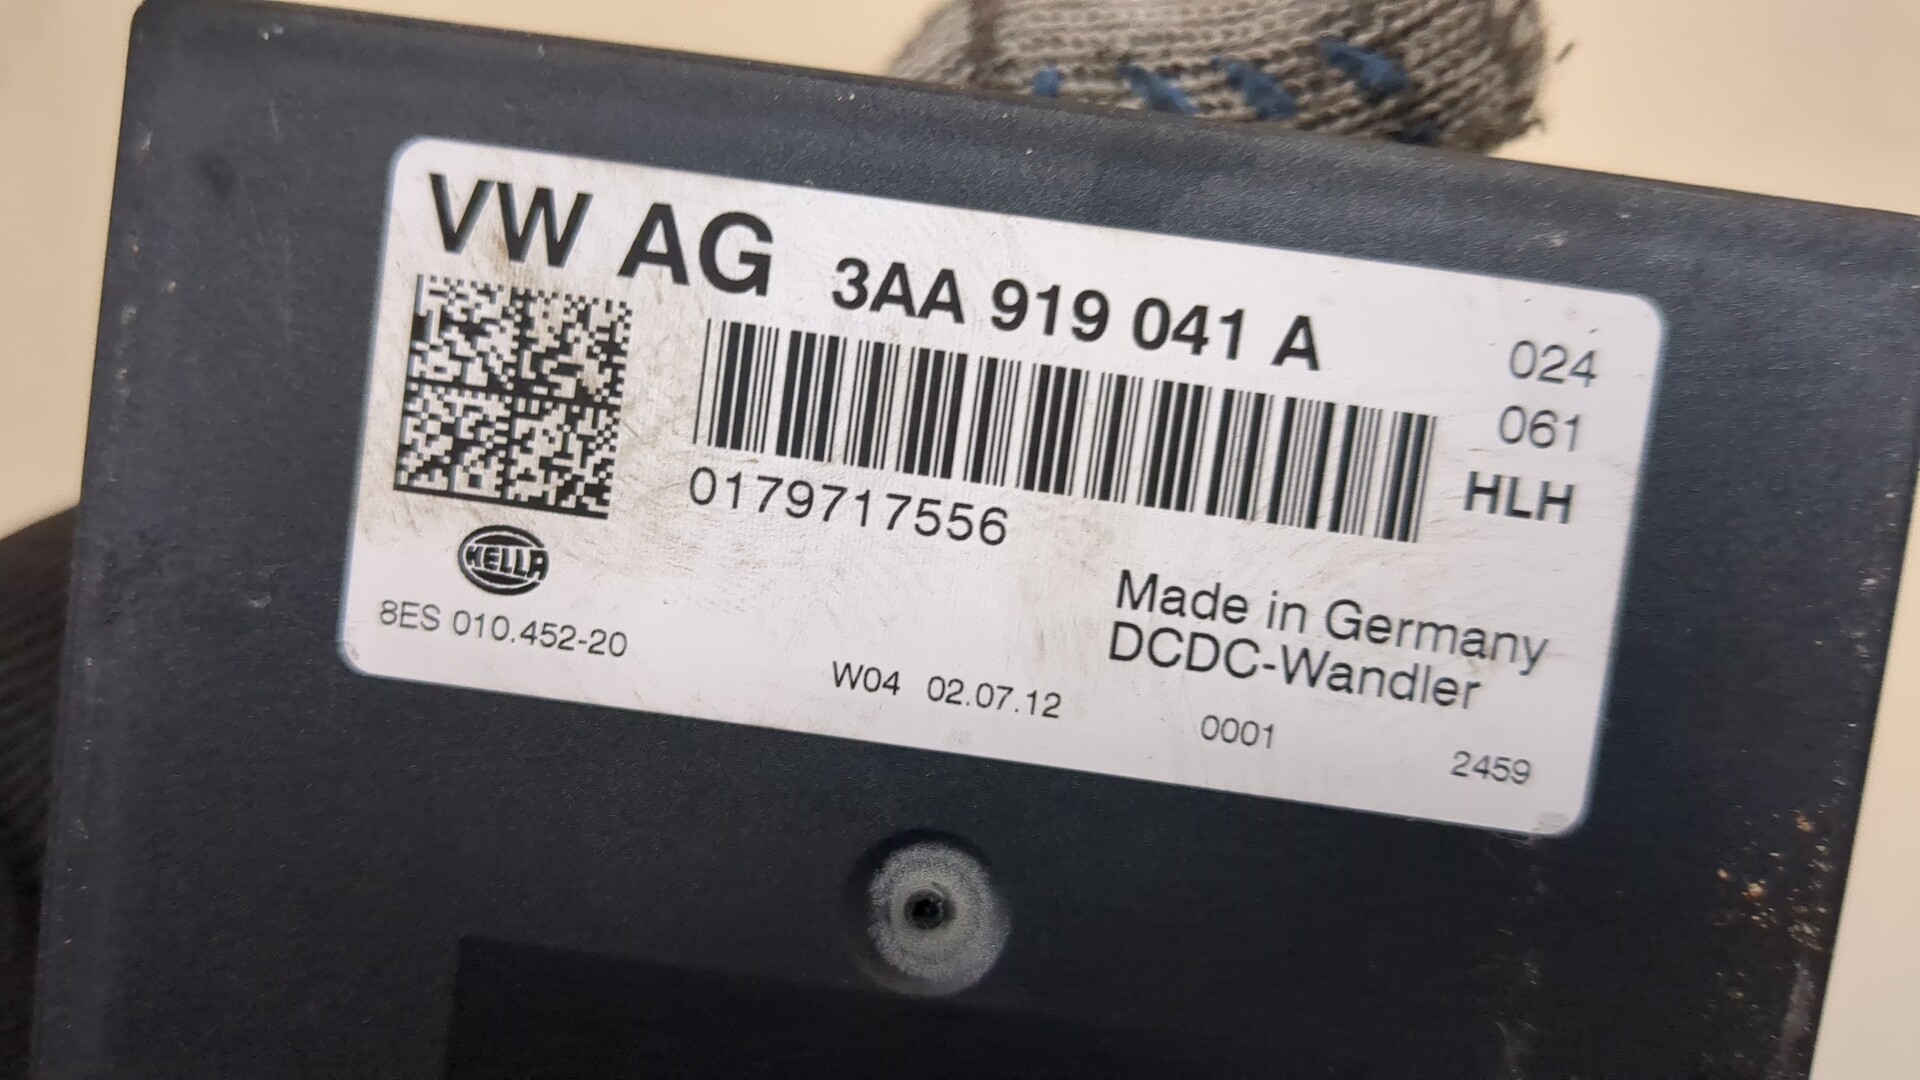 VW AG 3AA 919 041 A
024
061
HLH
0179717556
HELLA
8ES 010.452-20
Made in Germany
DCDC-Wandler
W04 02.07.12
0001
2459